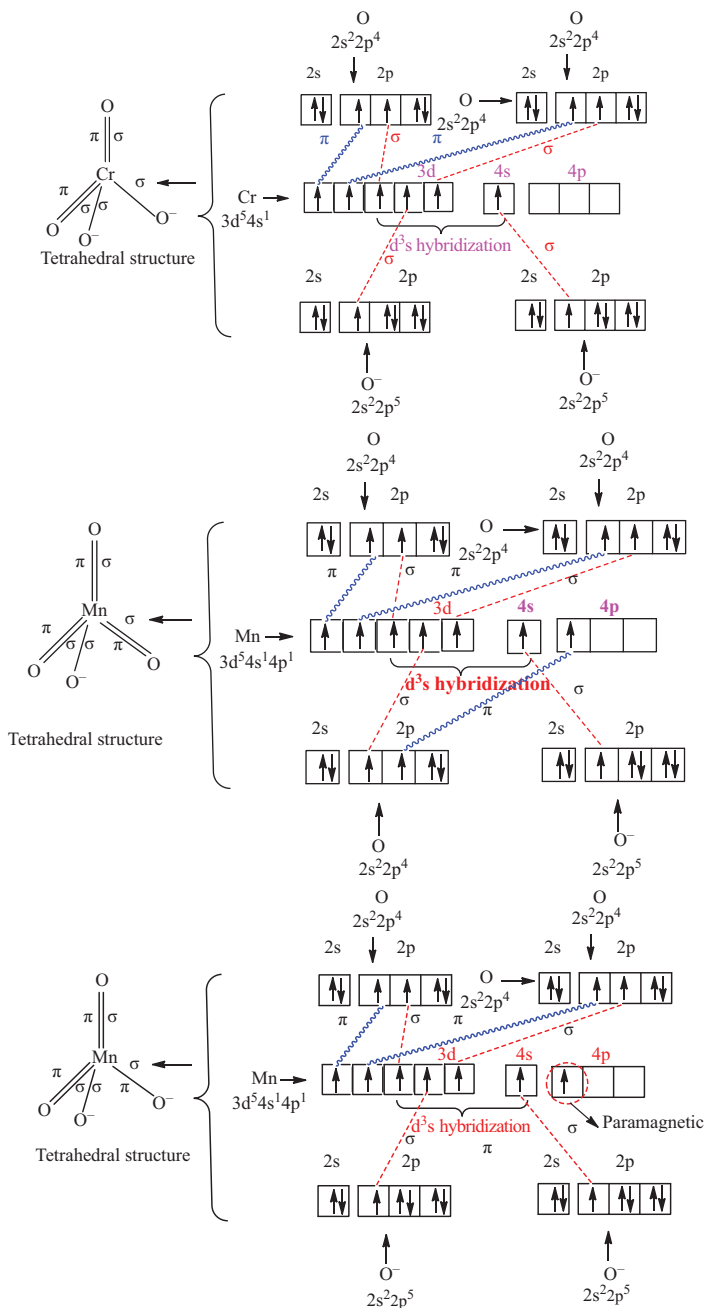 O
2s²2p⁴
O
2s²2p⁴
2s 2p
2s 2p
O
2s²2p⁴
π σ π
σ
O
π σ
Cr
π σ σ σ
O O⁻ O⁻
Tetrahedral structure
Cr
3d⁵4s¹
3d 4s 4p
d³s hybridization
σ σ
2s 2p
2s 2p
O⁻
2s²2p⁵
O⁻
2s²2p⁵
O
2s²2p⁴
O
2s²2p⁴
2s 2p
2s 2p
O
2s²2p⁴
π σ π
σ
O
π σ
Mn
π σ σ π σ
O O⁻ O
Tetrahedral structure
Mn
3d⁵4s¹4p¹
3d 4s 4p
d³s hybridization
σ π σ
2s 2p
2s 2p
O
2s²2p⁴
O⁻
2s²2p⁵
O
2s²2p⁴
O
2s²2p⁴
2s 2p
2s 2p
O
2s²2p⁴
π σ π
σ
O
π σ
Mn
π σ σ π σ
O O⁻ O⁻
Tetrahedral structure
Mn
3d⁵4s¹4p¹
3d 4s 4p
Paramagnetic
d³s hybridization
σ π σ
2s 2p
2s 2p
O⁻
2s²2p⁵
O⁻
2s²2p⁵